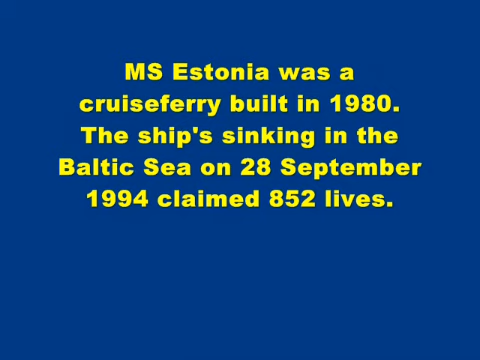 MS Estonia was a
cruiseferry built in 1980.
The ship's sinking in the
Baltic Sea on 28 September
1994 claimed 852 lives.